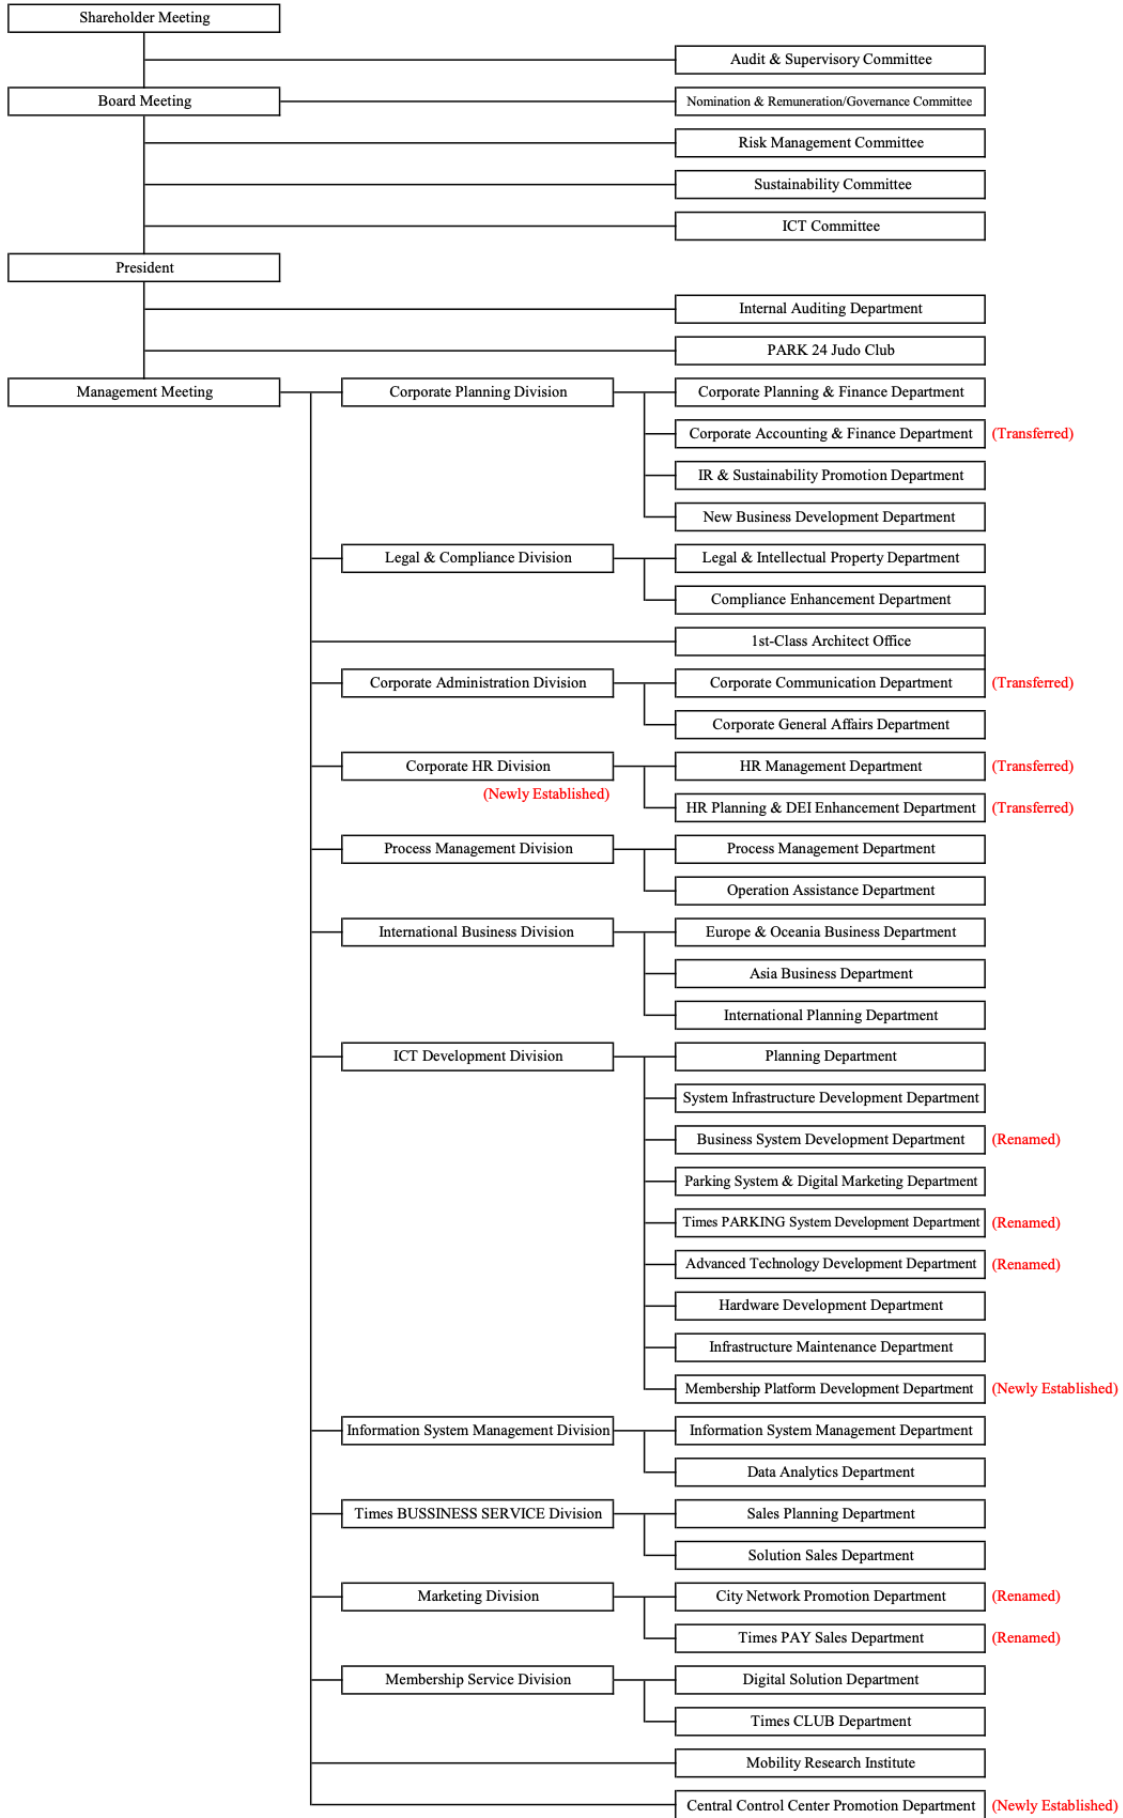 Shareholder Meeting
Audit & Supervisory Committee
Board Meeting
Nomination & Remuneration/Governance Committee
Risk Management Committee
Sustainability Committee
ICT Committee
President
Internal Auditing Department
PARK 24 Judo Club
Management Meeting
Corporate Planning Division
Corporate Planning & Finance Department
Corporate Accounting & Finance Department (Transferred)
IR & Sustainability Promotion Department
New Business Development Department
Legal & Compliance Division
Legal & Intellectual Property Department
Compliance Enhancement Department
1st-Class Architect Office
Corporate Administration Division
Corporate Communication Department (Transferred)
Corporate General Affairs Department
Corporate HR Division
(Newly Established)
HR Management Department (Transferred)
HR Planning & DEI Enhancement Department (Transferred)
Process Management Division
Process Management Department
Operation Assistance Department
International Business Division
Europe & Oceania Business Department
Asia Business Department
International Planning Department
ICT Development Division
Planning Department
System Infrastructure Development Department
Business System Development Department (Renamed)
Parking System & Digital Marketing Department
Times PARKING System Development Department (Renamed)
Advanced Technology Development Department (Renamed)
Hardware Development Department
Infrastructure Maintenance Department
Membership Platform Development Department (Newly Established)
Information System Management Division
Information System Management Department
Data Analytics Department
Times BUSSINESS SERVICE Division
Sales Planning Department
Solution Sales Department
Marketing Division
City Network Promotion Department (Renamed)
Times PAY Sales Department (Renamed)
Membership Service Division
Digital Solution Department
Times CLUB Department
Mobility Research Institute
Central Control Center Promotion Department (Newly Established)